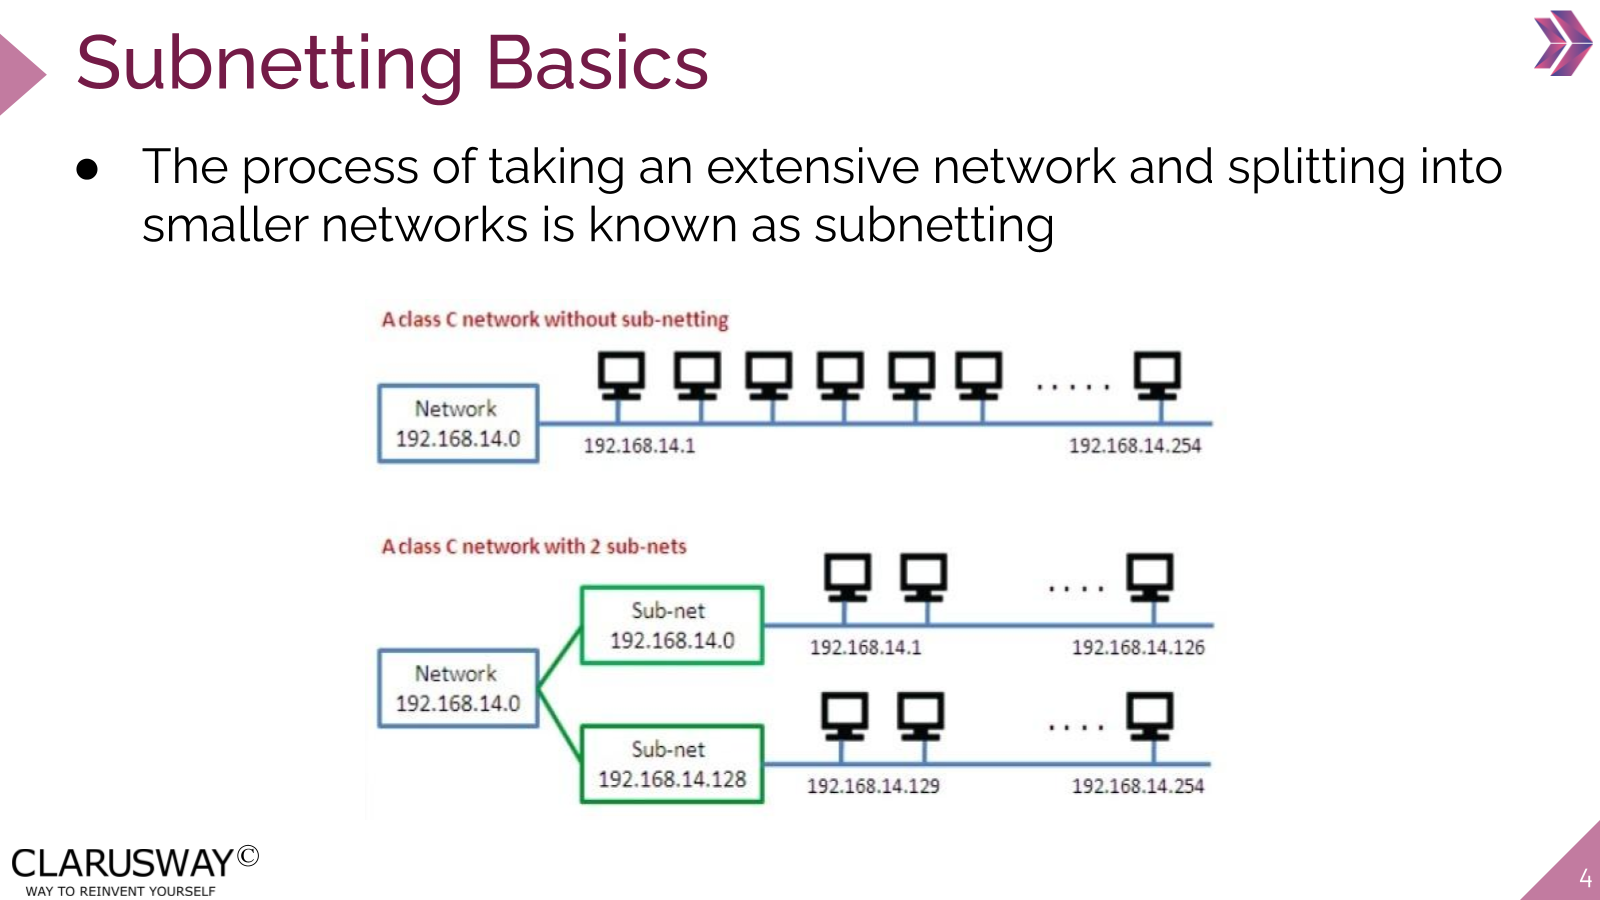 Subnetting Basics
● The process of taking an extensive network and splitting into
smaller networks is known as subnetting
A class C network without sub-netting
Network
192.168.14.0
192.168.14.1
.....
192.168.14.254
A class C network with 2 sub-nets
Network
192.168.14.0
Sub-net
192.168.14.0
192.168.14.1
....
192.168.14.126
Sub-net
192.168.14.128
192.168.14.129
....
192.168.14.254
CLARUSWAY©
WAY TO REINVENT YOURSELF
4